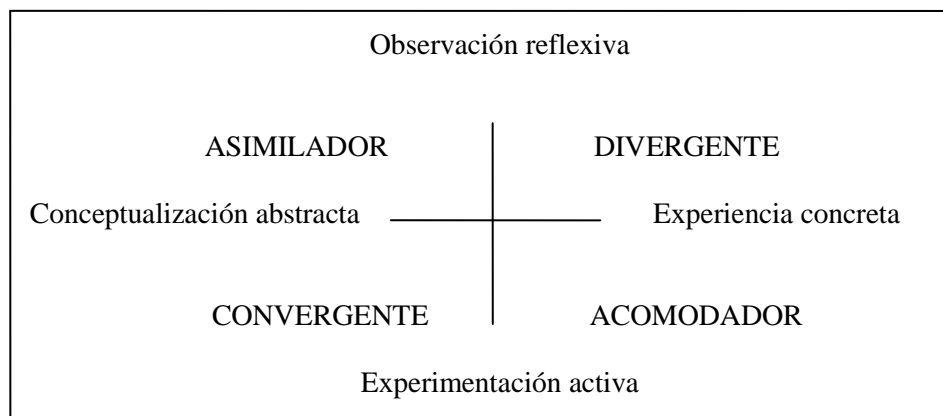 Observación reflexiva
ASIMILADOR DIVERGENTE
Conceptualización abstracta Experiencia concreta
CONVERGENTE ACOMODADOR
Experimentación activa